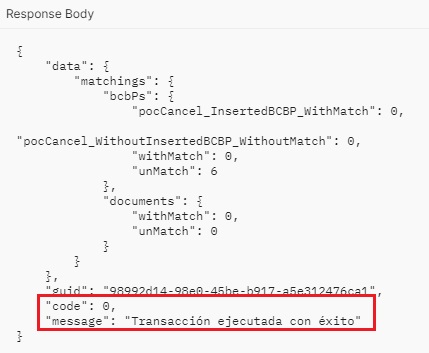 Response Body
{
"data": {
"matchings": {
"bcbPs": {
"pocCancel_InsertedBCBP_WithMatch": 0,
"pocCancel_WithoutInsertedBCBP_WithoutMatch": 0,
"withMatch": 0,
"unMatch": 6
},
"documents": {
"withMatch": 0,
"unMatch": 0
}
}
},
"guid": "98992d14-98e0-45be-b917-a5e312476ca1",
"code": 0,
"message": "Transacción ejecutada con éxito"
}